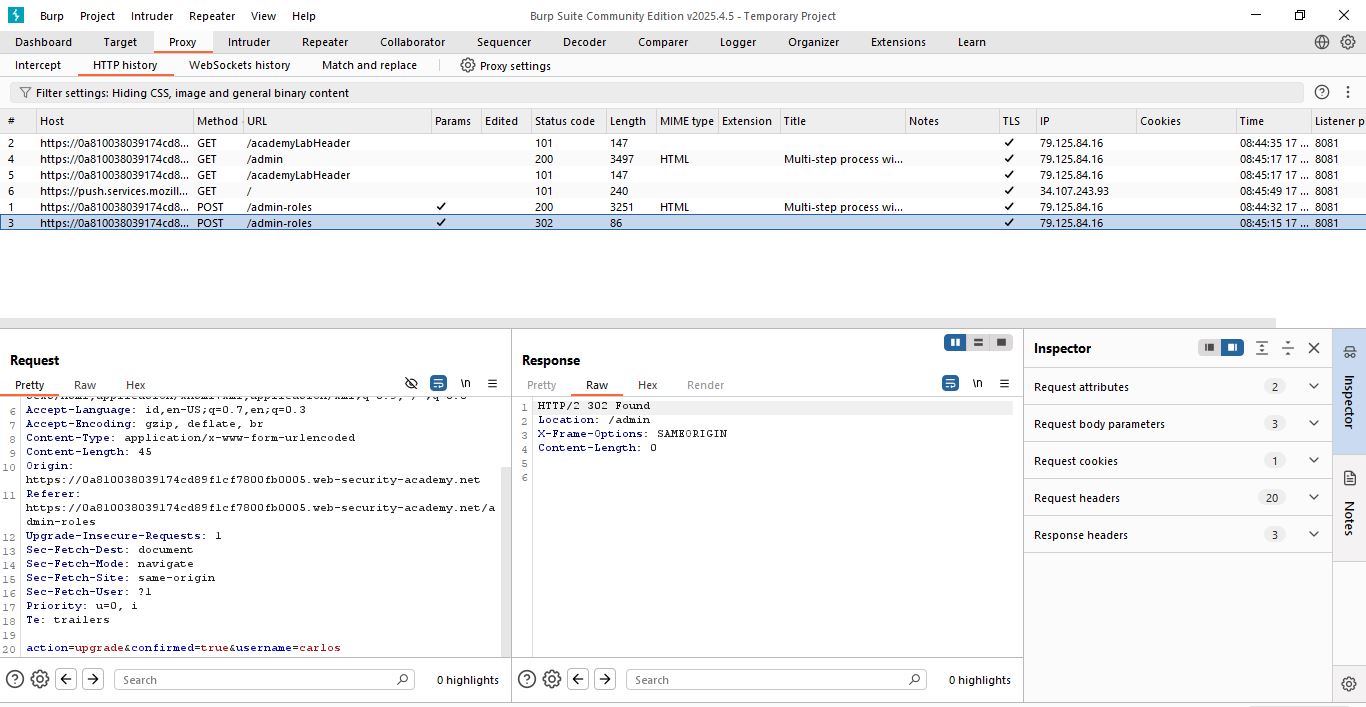 Burp Project Intruder Repeater View Help Burp Suite Community Edition v2025.4.5 - Temporary Project
Dashboard Target Proxy Intruder Repeater Collaborator Sequencer Decoder Comparer Logger Organizer Extensions Learn
Intercept HTTP history WebSockets history Match and replace Proxy settings
Filter settings: Hiding CSS, image and general binary content
# Host Method URL Params Edited Status code Length MIME type Extension Title Notes TLS IP Cookies Time Listener p
2 https://0a810038039174cd8... GET /academyLabHeader 101 147 ✓ 79.125.84.16 08:44:35 17 ... 8081
4 https://0a810038039174cd8... GET /admin 200 3497 HTML Multi-step process wi... ✓ 79.125.84.16 08:45:17 17 ... 8081
5 https://0a810038039174cd8... GET /academyLabHeader 101 147 ✓ 79.125.84.16 08:45:17 17 ... 8081
6 https://push.services.mozill... GET / 101 240 ✓ 34.107.243.93 08:45:49 17 ... 8081
1 https://0a810038039174cd8... POST /admin-roles ✓ 200 3251 HTML Multi-step process wi... ✓ 79.125.84.16 08:44:32 17 ... 8081
3 https://0a810038039174cd8... POST /admin-roles ✓ 302 86 ✓ 79.125.84.16 08:45:15 17 ... 8081
Request
Pretty Raw Hex \n
6 Accept-Language: id,en-US;q=0.7,en;q=0.3
7 Accept-Encoding: gzip, deflate, br
8 Content-Type: application/x-www-form-urlencoded
9 Content-Length: 45
10 Origin:
https://0a810038039174cd89f1cf7800fb0005.web-security-academy.net
11 Referer:
https://0a810038039174cd89f1cf7800fb0005.web-security-academy.net/a
dmin-roles
12 Upgrade-Insecure-Requests: 1
13 Sec-Fetch-Dest: document
14 Sec-Fetch-Mode: navigate
15 Sec-Fetch-Site: same-origin
16 Sec-Fetch-User: ?1
17 Priority: u=0, i
18 Te: trailers
19
20 action=upgrade&confirmed=true&username=carlos
Search 0 highlights
Response
Pretty Raw Hex Render \n
1 HTTP/2 302 Found
2 Location: /admin
3 X-Frame-Options: SAMEORIGIN
4 Content-Length: 0
5
6
Search 0 highlights
Inspector
Request attributes 2
Request body parameters 3
Request cookies 1
Request headers 20
Response headers 3
Inspector
Notes